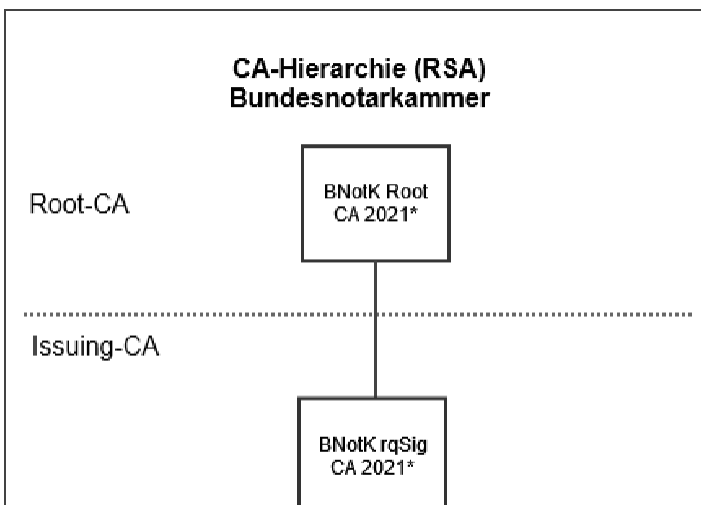 CA-Hierarchie (RSA)
Bundesnotarkammer
Root-CA
BNotK Root
CA 2021*
Issuing-CA
BNotK rqSig
CA 2021*